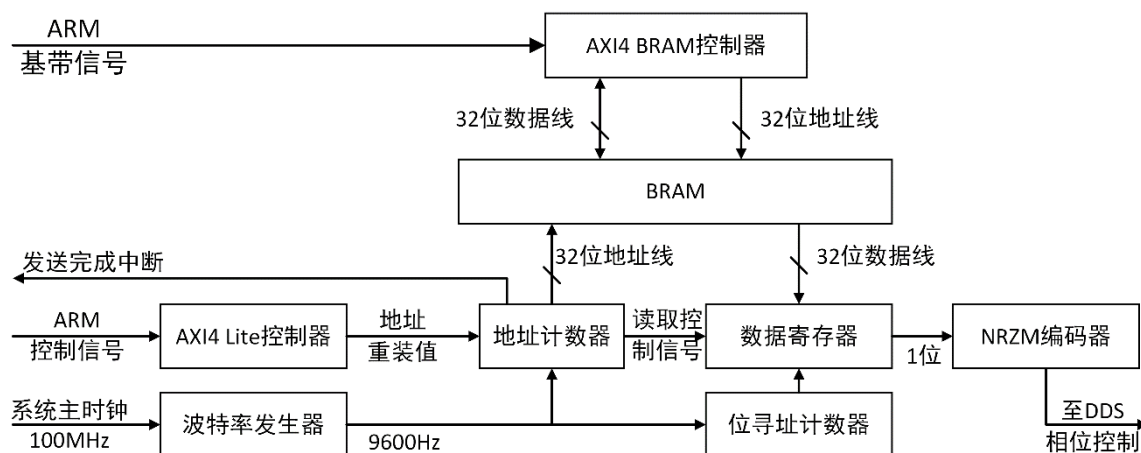 ARM
基带信号
AXI4 BRAM控制器
32位数据线
32位地址线
BRAM
发送完成中断
32位地址线
32位数据线
ARM
控制信号
AXI4 Lite控制器
地址
重装值
地址计数器
读取控
制信号
数据寄存器
1位
NRZM编码器
系统主时钟
100MHz
波特率发生器
9600Hz
位寻址计数器
至DDS
相位控制